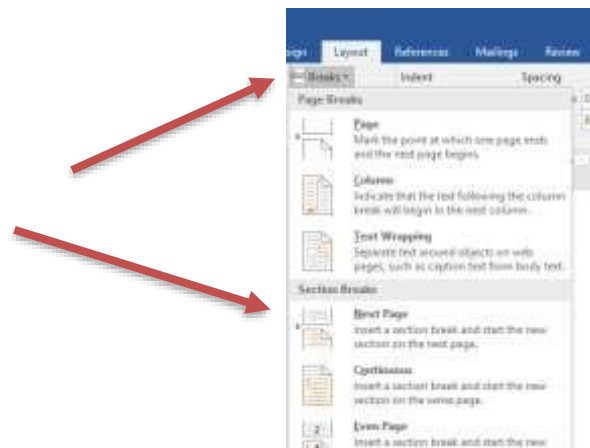 Layout References Mailings Review
Breaks Indent Spacing
Page Breaks
Page
Mark the point at which one page ends
and the next page begins.
Column
Indicate that the text following the column
break will begin in the next column.
Text Wrapping
Separate text around objects on web
pages, such as caption text from body text.
Section Breaks
Next Page
Insert a section break and start the new
section on the next page.
Continuous
Insert a section break and start the new
section on the same page.
Even Page
Insert a section break and start the new